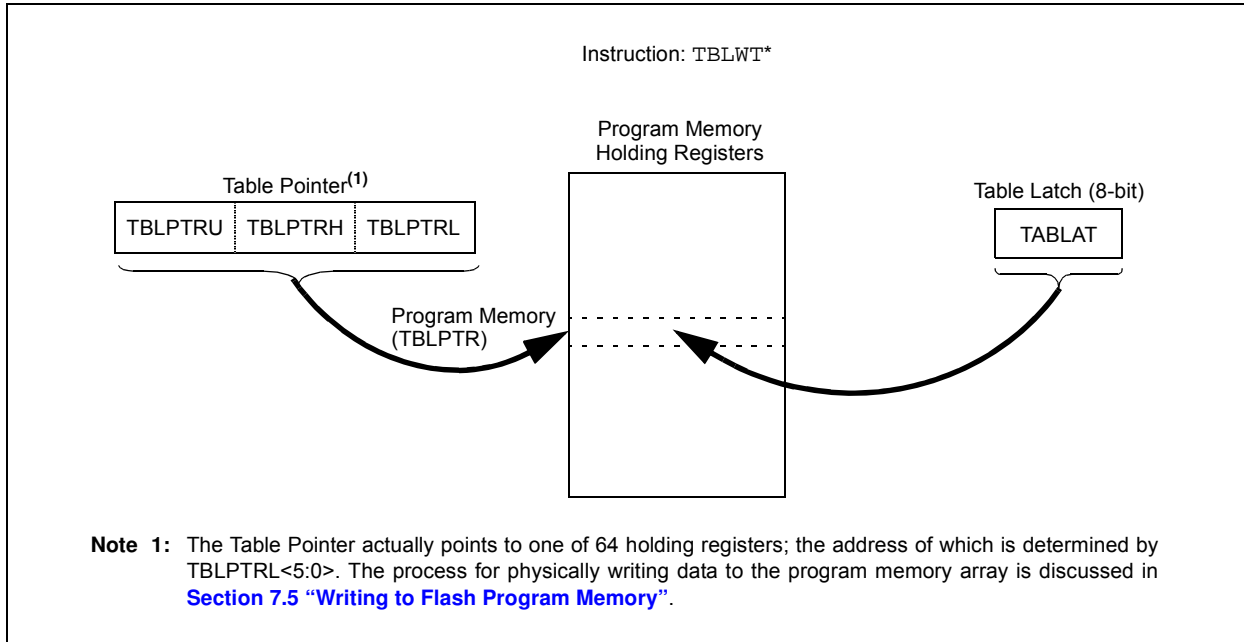 Instruction: TBLWT*
Program Memory
Holding Registers
Table Pointer(1)
Table Latch (8-bit)
TBLPTRU TBLPTRH TBLPTRL
TABLAT
Program Memory
(TBLPTR)
Note 1: The Table Pointer actually points to one of 64 holding registers; the address of which is determined by
TBLPTRL<5:0>. The process for physically writing data to the program memory array is discussed in
Section 7.5 “Writing to Flash Program Memory”.